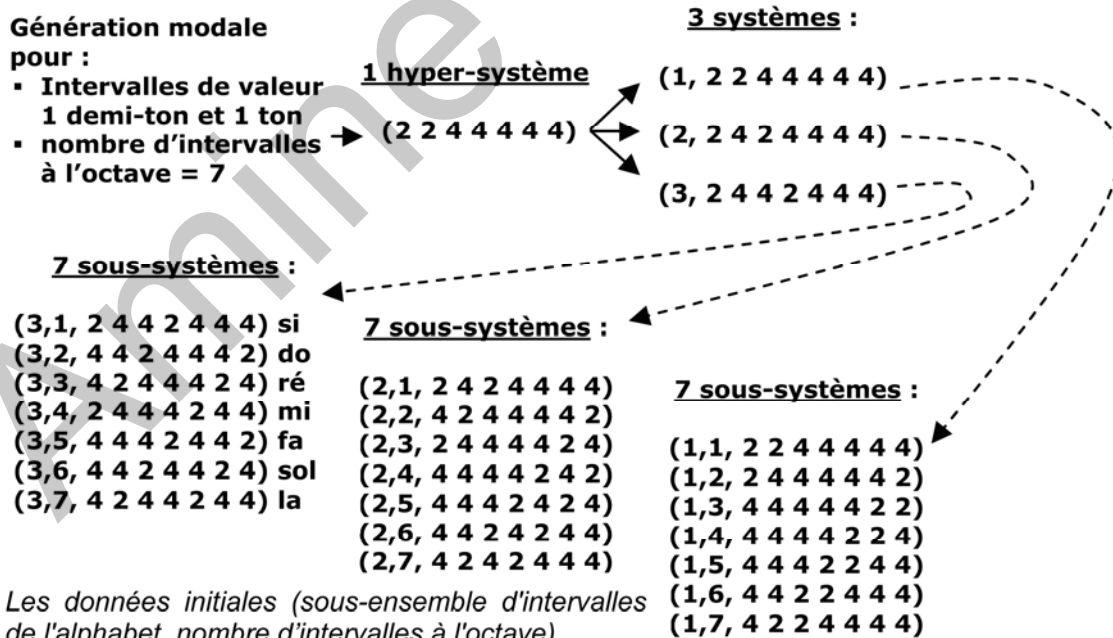 Génération modale
pour :
▪ Intervalles de valeur
1 demi-ton et 1 ton
▪ nombre d'intervalles
à l'octave = 7
1 hyper-système
(2 2 4 4 4 4 4)
3 systèmes :
(1, 2 2 4 4 4 4 4)
(2, 2 4 2 4 4 4 4)
(3, 2 4 4 2 4 4 4)
7 sous-systèmes :
(3,1, 2 4 4 2 4 4 4) si
(3,2, 4 4 2 4 4 4 2) do
(3,3, 4 2 4 4 4 2 4) ré
(3,4, 2 4 4 4 2 4 4) mi
(3,5, 4 4 4 2 4 4 2) fa
(3,6, 4 4 2 4 4 2 4) sol
(3,7, 4 2 4 4 2 4 4) la
7 sous-systèmes :
(2,1, 2 4 2 4 4 4 4)
(2,2, 4 2 4 4 4 4 2)
(2,3, 2 4 4 4 4 2 4)
(2,4, 4 4 4 4 2 4 2)
(2,5, 4 4 4 2 4 2 4)
(2,6, 4 4 2 4 2 4 4)
(2,7, 4 2 4 2 4 4 4)
7 sous-systèmes :
(1,1, 2 2 4 4 4 4 4)
(1,2, 2 4 4 4 4 4 2)
(1,3, 4 4 4 4 4 2 2)
(1,4, 4 4 4 4 2 2 4)
(1,5, 4 4 4 2 2 4 4)
(1,6, 4 4 2 2 4 4 4)
(1,7, 4 2 2 4 4 4 4)
Les données initiales (sous-ensemble d'intervalles
de l'alphabet, nombre d'intervalles à l'octave)
Amine